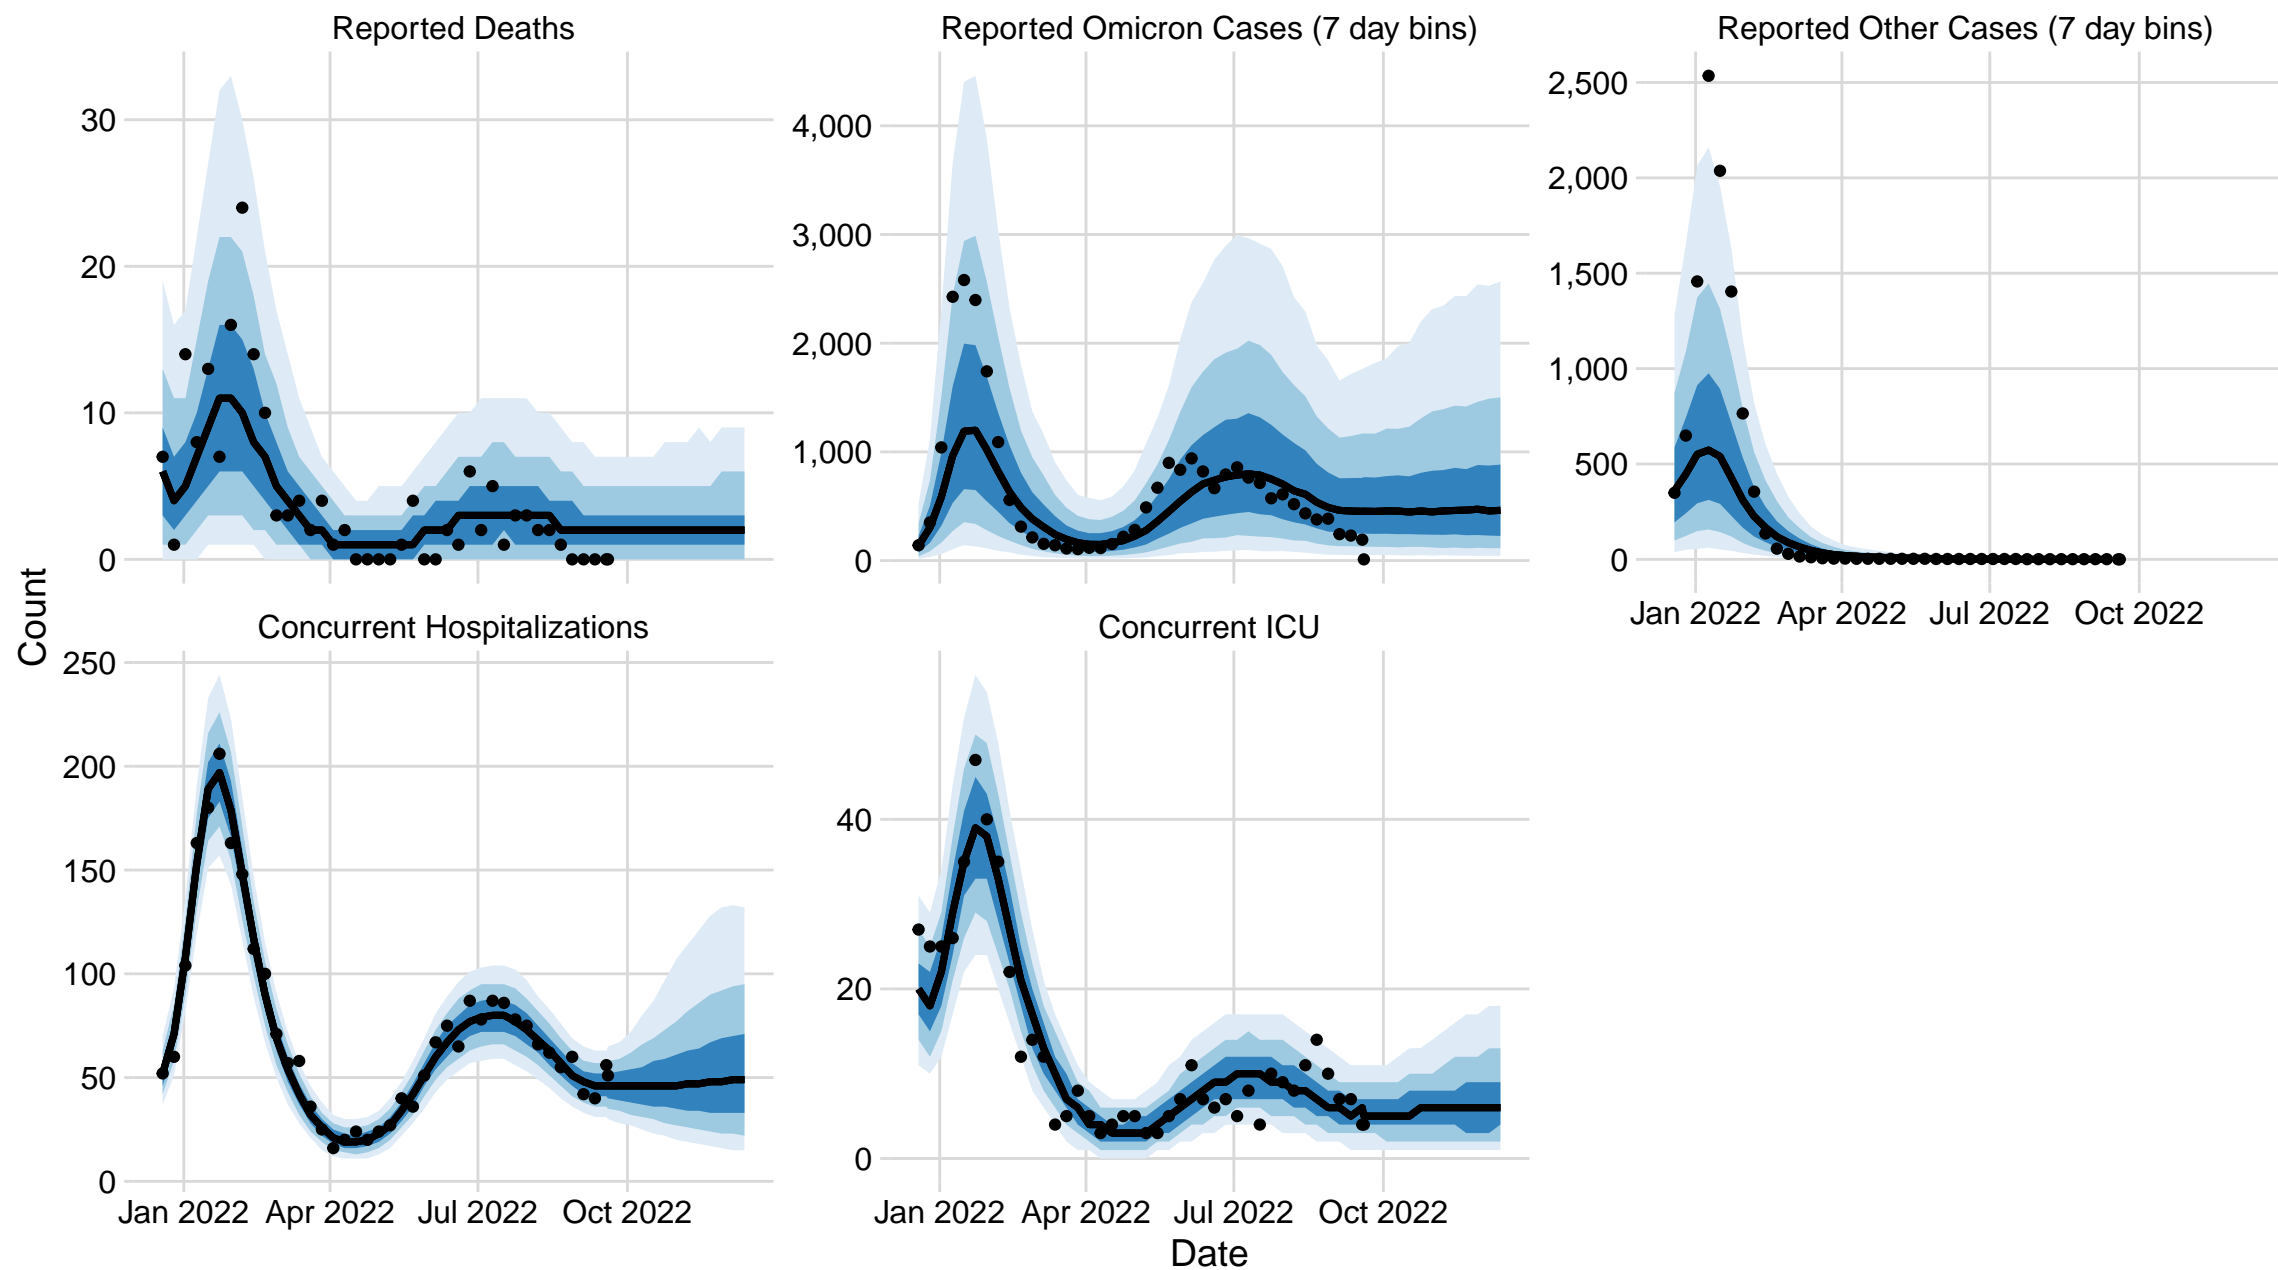 Reported Deaths
Reported Omicron Cases (7 day bins)
Reported Other Cases (7 day bins)
30
20
10
0
4,000
3,000
2,000
1,000
0
2,500
2,000
1,500
1,000
500
0
Jan 2022 Apr 2022 Jul 2022 Oct 2022
Count
Concurrent Hospitalizations
Concurrent ICU
250
200
150
100
50
0
40
20
0
Jan 2022 Apr 2022 Jul 2022 Oct 2022
Jan 2022 Apr 2022 Jul 2022 Oct 2022
Date